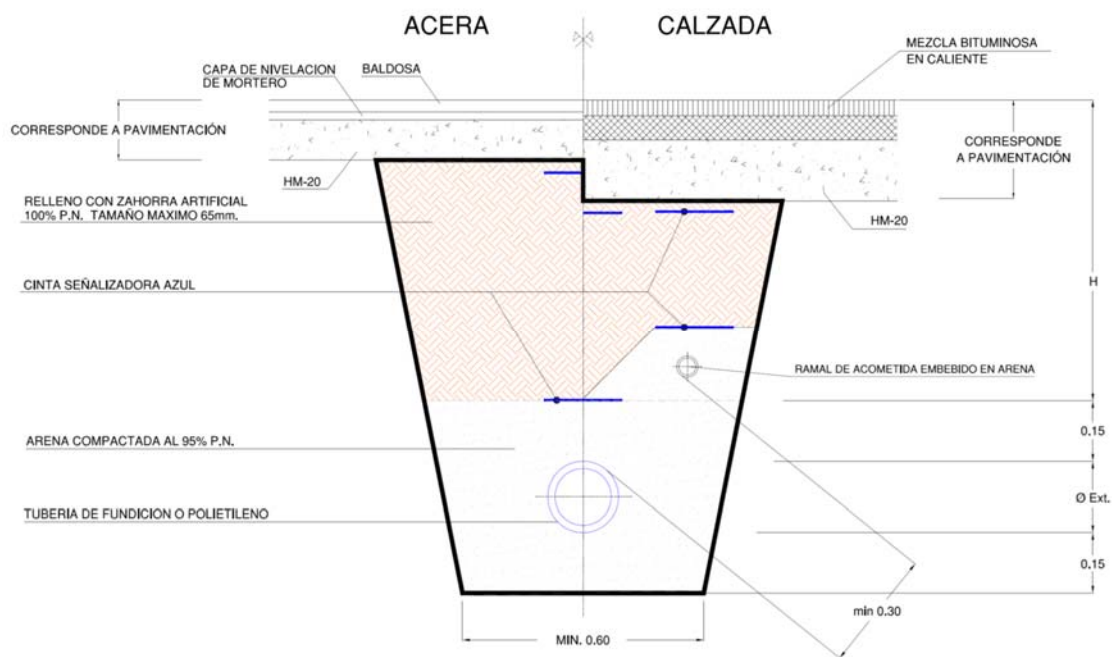 ACERA
CALZADA
MEZCLA BITUMINOSA
EN CALIENTE
CAPA DE NIVELACION
DE MORTERO
BALDOSA
CORRESPONDE A PAVIMENTACIÓN
CORRESPONDE
A PAVIMENTACIÓN
HM-20
HM-20
RELLENO CON ZAHORRA ARTIFICIAL
100% P.N. TAMAÑO MAXIMO 65mm.
CINTA SEÑALIZADORA AZUL
H
RAMAL DE ACOMETIDA EMBEBIDO EN ARENA
0.15
ARENA COMPACTADA AL 95% P.N.
Ø Ext.
TUBERIA DE FUNDICION O POLIETILENO
0.15
min 0.30
MIN. 0.60